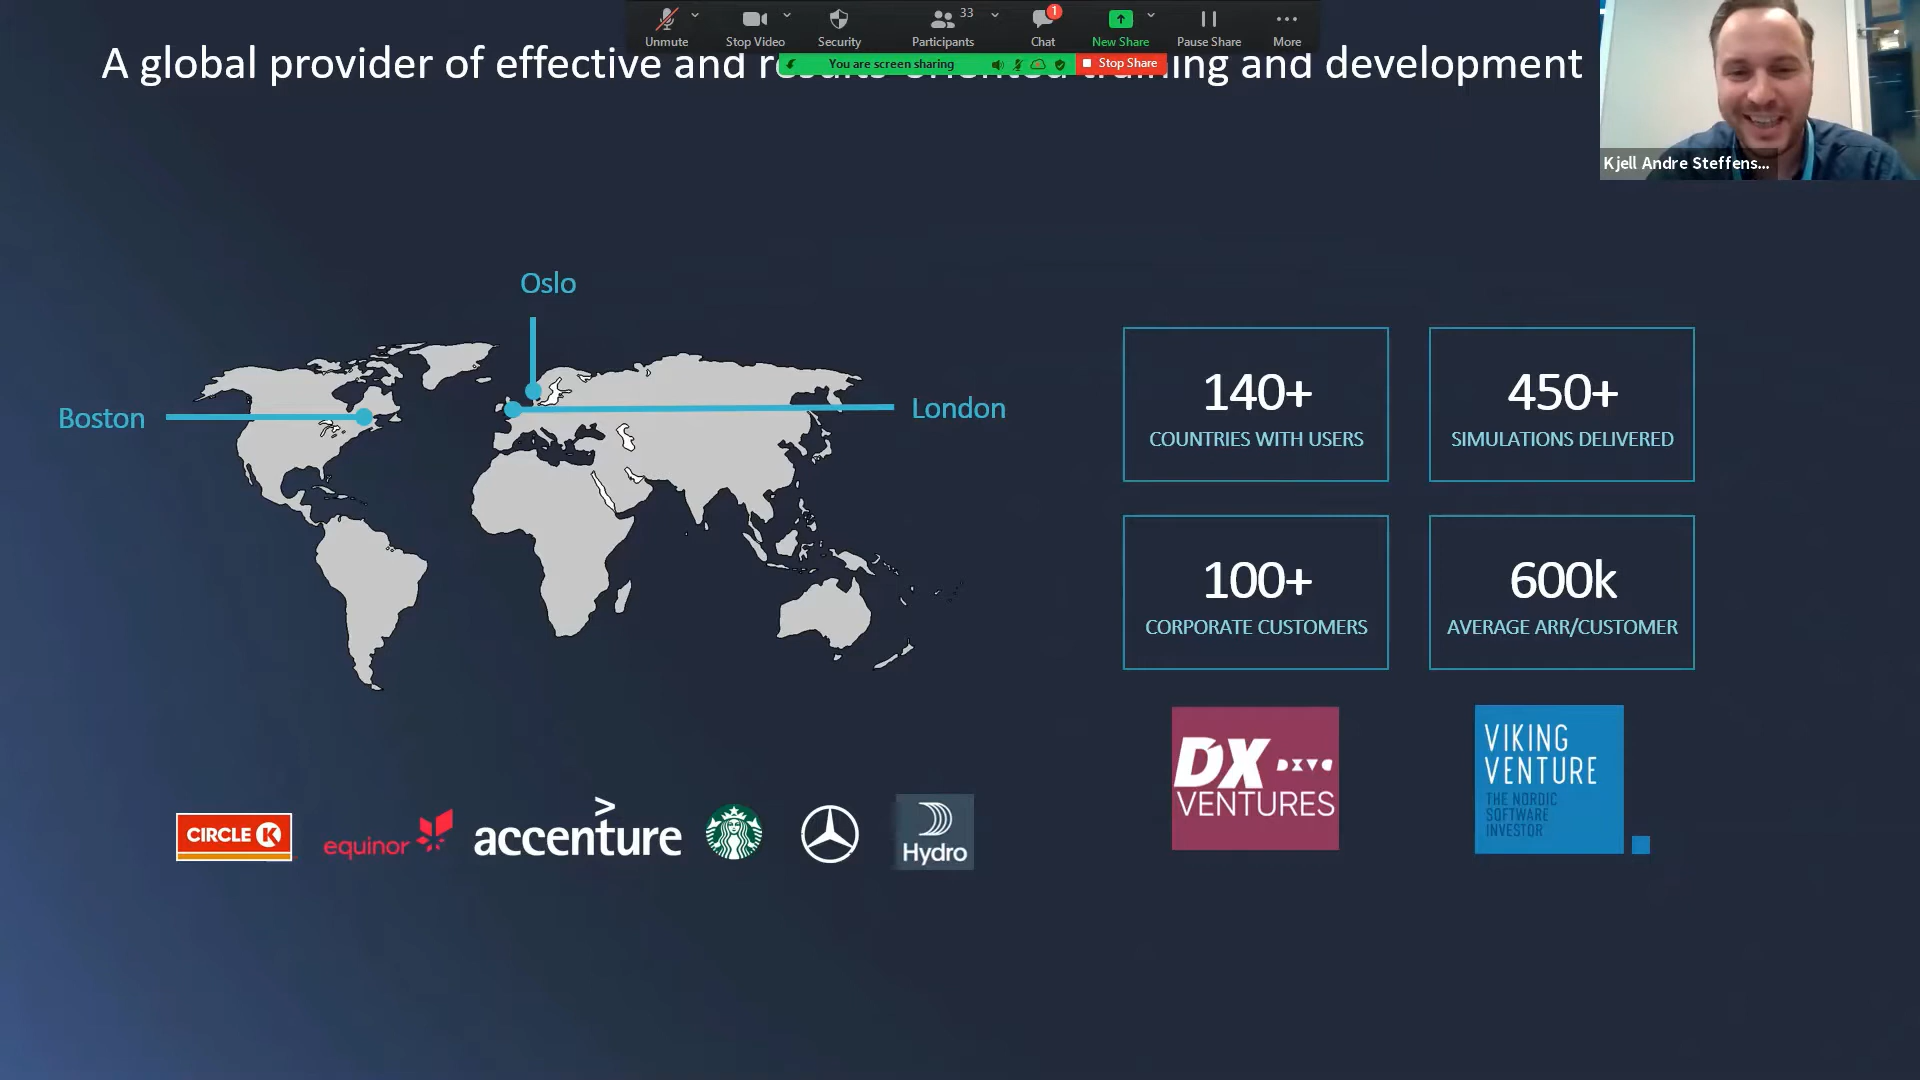 Unmute
Stop Video
Security
Participants
33
Chat
1
New Share
Pause Share
More
You are screen sharing
Stop Share
A global provider of effective and and development
Kjell Andre Steffens...
Oslo
Boston
London
140+
COUNTRIES WITH USERS
450+
SIMULATIONS DELIVERED
100+
CORPORATE CUSTOMERS
600k
AVERAGE ARR/CUSTOMER
DX DXVC
VENTURES
VIKING
VENTURE
THE NORDIC
SOFTWARE
INVESTOR
CIRCLE K
equinor
accenture
Hydro